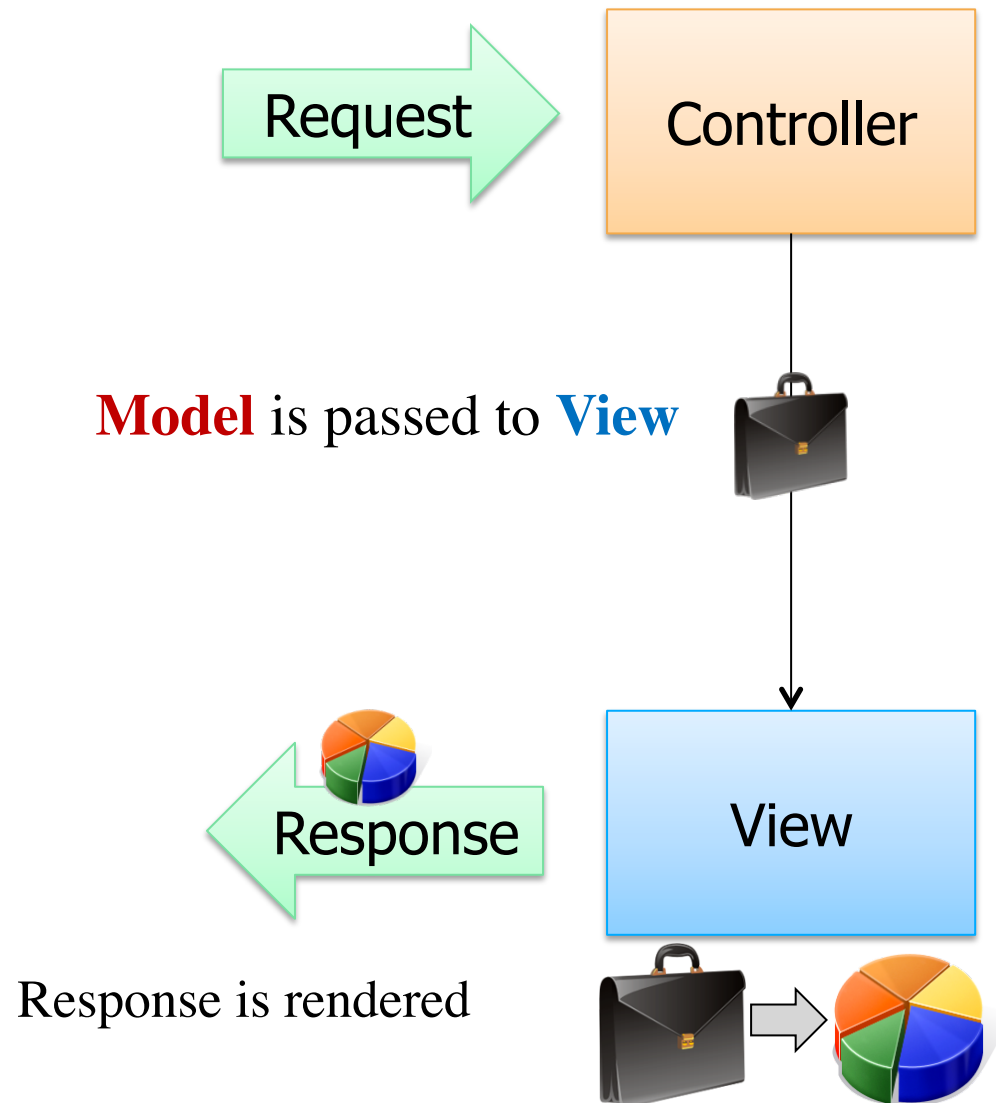 Request
Controller
Model is passed to View
Response
View
Response is rendered